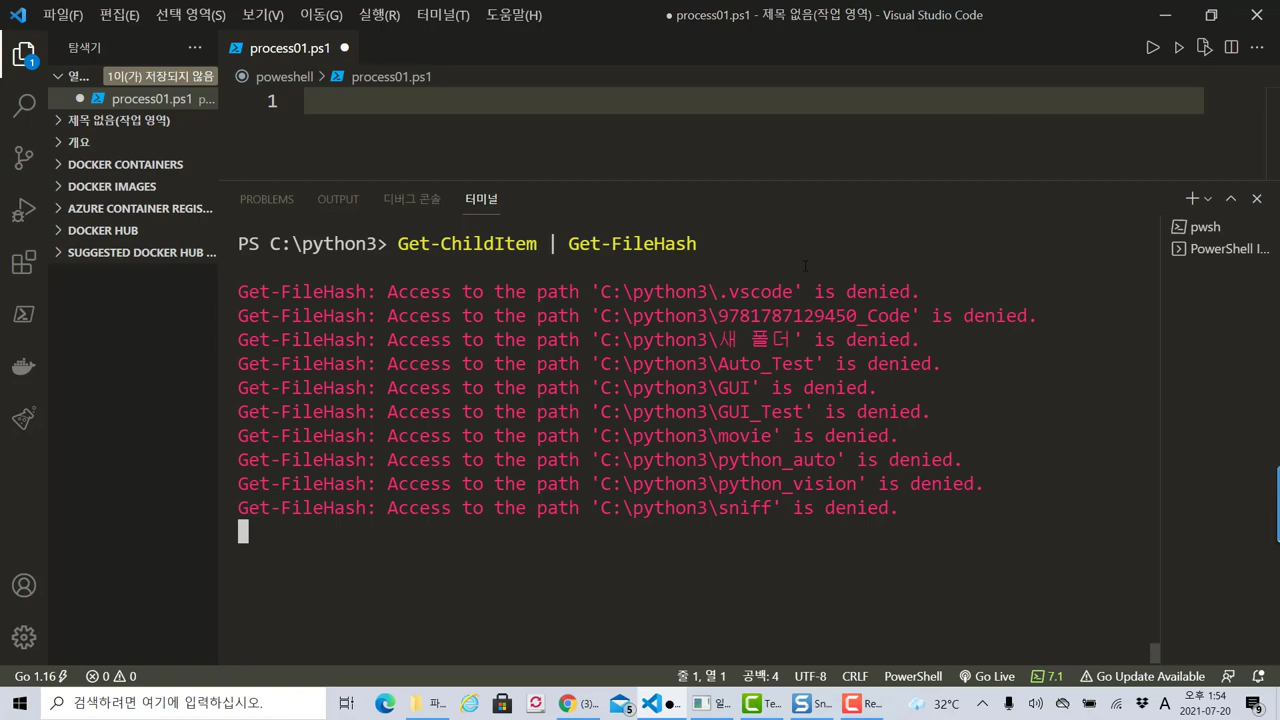 파일(F) 편집(E) 선택 영역(S) 보기(V) 이동(G) 실행(R) 터미널(T) 도움말(H) ● process01.ps1 - 제목 없음(작업 영역) - Visual Studio Code
탐색기 ···
process01.ps1 ●
열... 1이(가) 저장되지 않음
poweshell > process01.ps1
● process01.ps1 p...
1
제목 없음(작업 영역)
개요
DOCKER CONTAINERS
DOCKER IMAGES
AZURE CONTAINER REGIS...
DOCKER HUB
SUGGESTED DOCKER HUB ...
PROBLEMS OUTPUT 디버그 콘솔 터미널
pwsh
PowerShell I...
PS C:\python3> Get-ChildItem | Get-FileHash
Get-FileHash: Access to the path 'C:\python3\.vscode' is denied.
Get-FileHash: Access to the path 'C:\python3\9781787129450_Code' is denied.
Get-FileHash: Access to the path 'C:\python3\새 폴더' is denied.
Get-FileHash: Access to the path 'C:\python3\Auto_Test' is denied.
Get-FileHash: Access to the path 'C:\python3\GUI' is denied.
Get-FileHash: Access to the path 'C:\python3\GUI_Test' is denied.
Get-FileHash: Access to the path 'C:\python3\movie' is denied.
Get-FileHash: Access to the path 'C:\python3\python_auto' is denied.
Get-FileHash: Access to the path 'C:\python3\python_vision' is denied.
Get-FileHash: Access to the path 'C:\python3\sniff' is denied.
Go 1.16 0 0 줄 1, 열 1 공백: 4 UTF-8 CRLF PowerShell Go Live 7.1 Go Update Available
검색하려면 여기에 입력하십시오. 파... (3)... 5 ●... 일... Te... Sn... Re... 32°C A 오후 1:54
2021-07-20 9